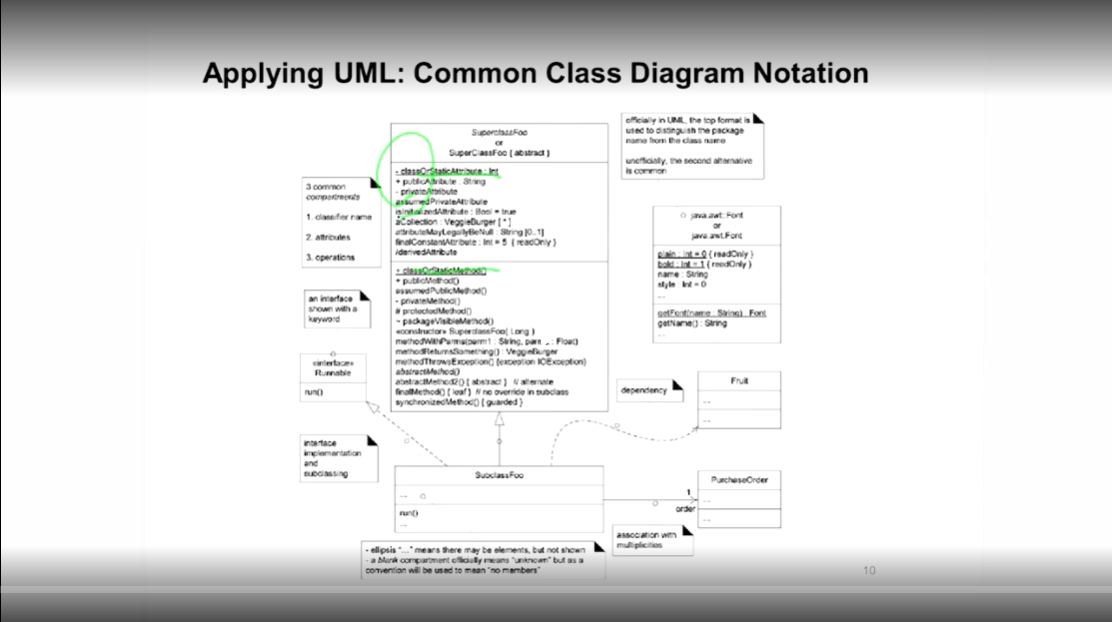 Applying UML: Common Class Diagram Notation
SuperclassFoo
or
SuperClassFoo { abstract }
- classOrStaticAttribute : Int
+ publicAttribute : String
- privateAttribute
assumedPrivateAttribute
isInitializedAttribute : Bool = true
aCollection : VeggieBurger [ * ]
attributeMayLegallyBeNull : String [0..1]
finalConstantAttribute : Int = 5 { readOnly }
/derivedAttribute
+ classOrStaticMethod()
+ publicMethod()
assumedPublicMethod()
- privateMethod()
# protectedMethod()
~ packageVisibleMethod()
«constructor» SuperclassFoo( Long )
methodWithParms(parm1 : String, parm : Float)
methodReturnsSomething() : VeggieBurger
methodThrowsException() {exception IOException}
abstractMethod()
abstractMethod2() { abstract } // alternate
finalMethod() { leaf } // no override in subclass
synchronizedMethod() { guarded }
officially in UML, the top format is
used to distinguish the package
name from the class name
unofficially, the second alternative
is common
3 common
compartments
1. classifier name
2. attributes
3. operations
an interface
shown with a
keyword
«interface»
Runnable
run()
interface
implementation
and
subclassing
java.awt::Font
or
java.awt.Font
plain : Int = 0 { readOnly }
bold : Int = 1 { readOnly }
name : String
style : Int = 0
...
getFont(name : String) : Font
getName() : String
...
dependency
Fruit
...
...
SubclassFoo
...
run()
...
1
order
PurchaseOrder
...
...
association with
multiplicities
- ellipsis "..." means there may be elements, but not shown
- a blank compartment officially means "unknown" but as a
convention will be used to mean "no members"
10